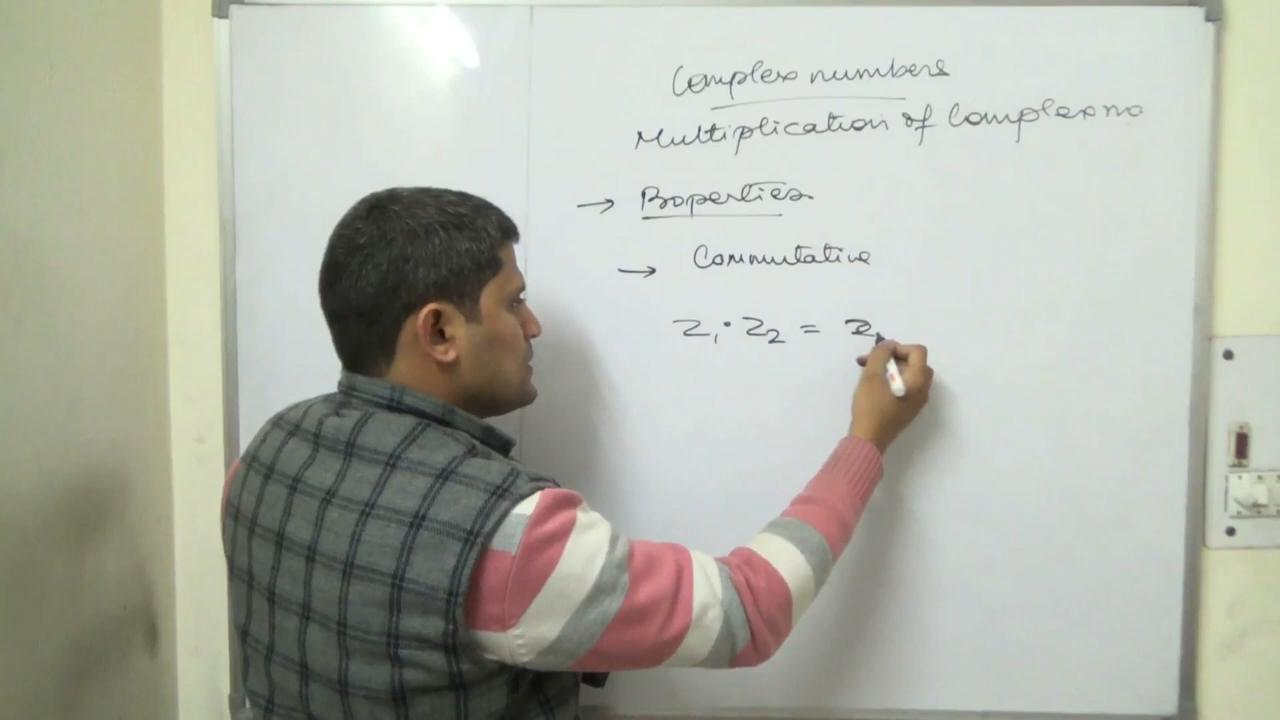 Complex numbers
Multiplication of Complex no
→ Properties
→ Commutative
Z₁ · Z₂ = Z